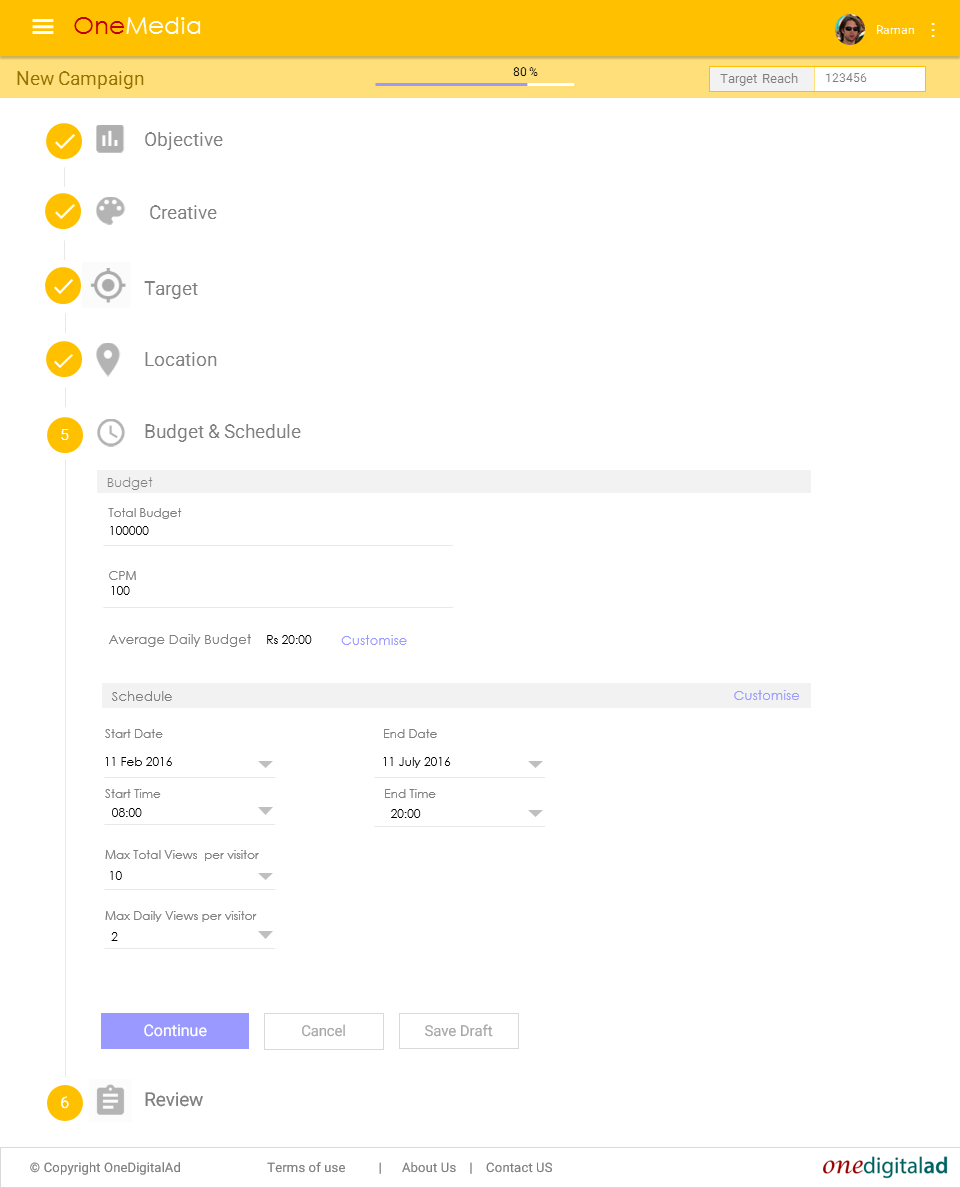 OneMedia
Raman
New Campaign
80 %
Target Reach 123456
Objective
Creative
Target
Location
5 Budget & Schedule
Budget
Total Budget
100000
CPM
100
Average Daily Budget Rs 20:00 Customise
Schedule Customise
Start Date End Date
11 Feb 2016 11 July 2016
Start Time End Time
08:00 20:00
Max Total Views per visitor
10
Max Daily Views per visitor
2
Continue Cancel Save Draft
6 Review
© Copyright OneDigitalAd Terms of use | About Us | Contact US
onedigitalad